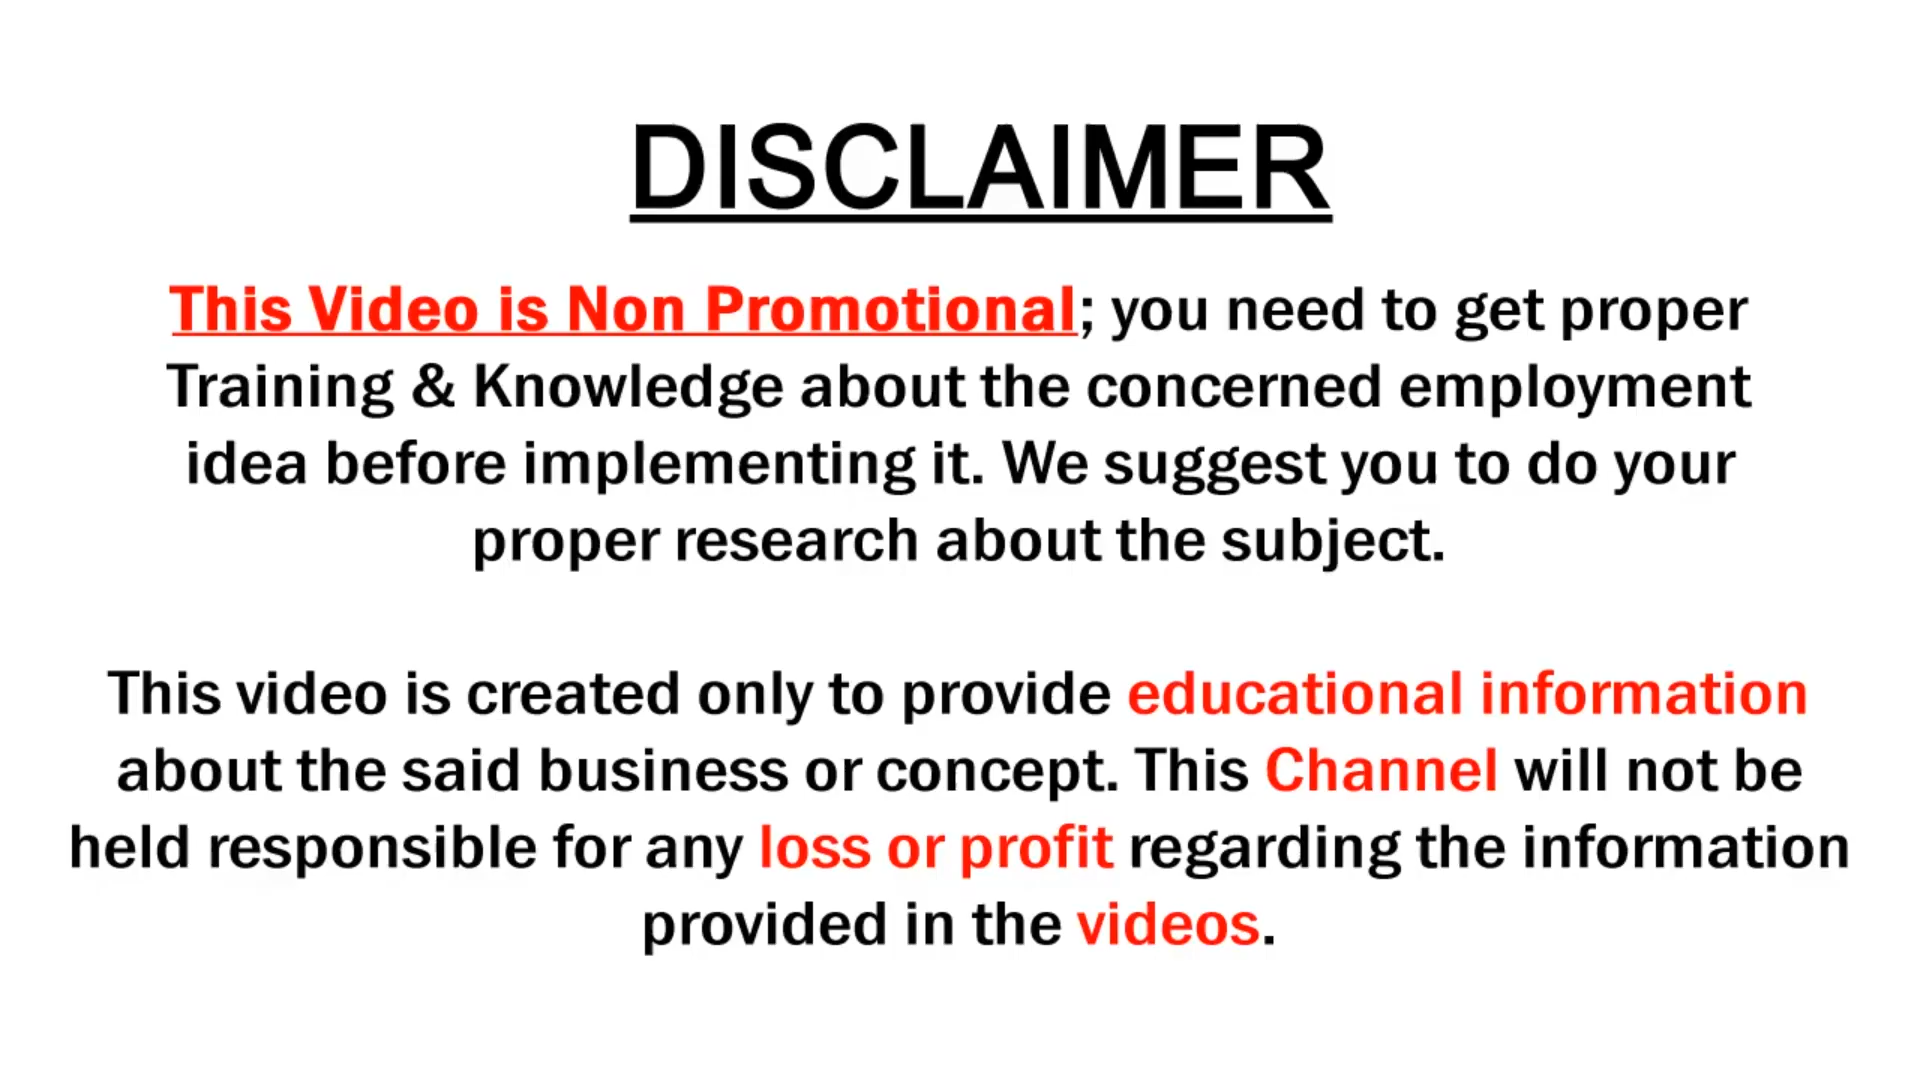 DISCLAIMER
This Video is Non Promotional; you need to get proper
Training & Knowledge about the concerned employment
idea before implementing it. We suggest you to do your
proper research about the subject.
This video is created only to provide educational information
about the said business or concept. This Channel will not be
held responsible for any loss or profit regarding the information
provided in the videos.